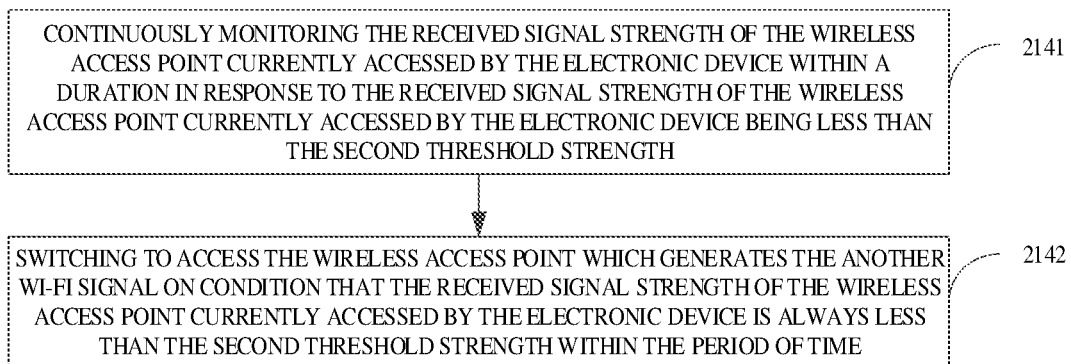 CONTINUOUSLY MONITORING THE RECEIVED SIGNAL STRENGTH OF THE WIRELESS
ACCESS POINT CURRENTLY ACCESSED BY THE ELECTRONIC DEVICE WITHIN A
DURATION IN RESPONSE TO THE RECEIVED SIGNAL STRENGTH OF THE WIRELESS
ACCESS POINT CURRENTLY ACCESSED BY THE ELECTRONIC DEVICE BEING LESS THAN
THE SECOND THRESHOLD STRENGTH
2141
SWITCHING TO ACCESS THE WIRELESS ACCESS POINT WHICH GENERATES THE ANOTHER
WI-FI SIGNAL ON CONDITION THAT THE RECEIVED SIGNAL STRENGTH OF THE WIRELESS
ACCESS POINT CURRENTLY ACCESSED BY THE ELECTRONIC DEVICE IS ALWAYS LESS
THAN THE SECOND THRESHOLD STRENGTH WITHIN THE PERIOD OF TIME
2142